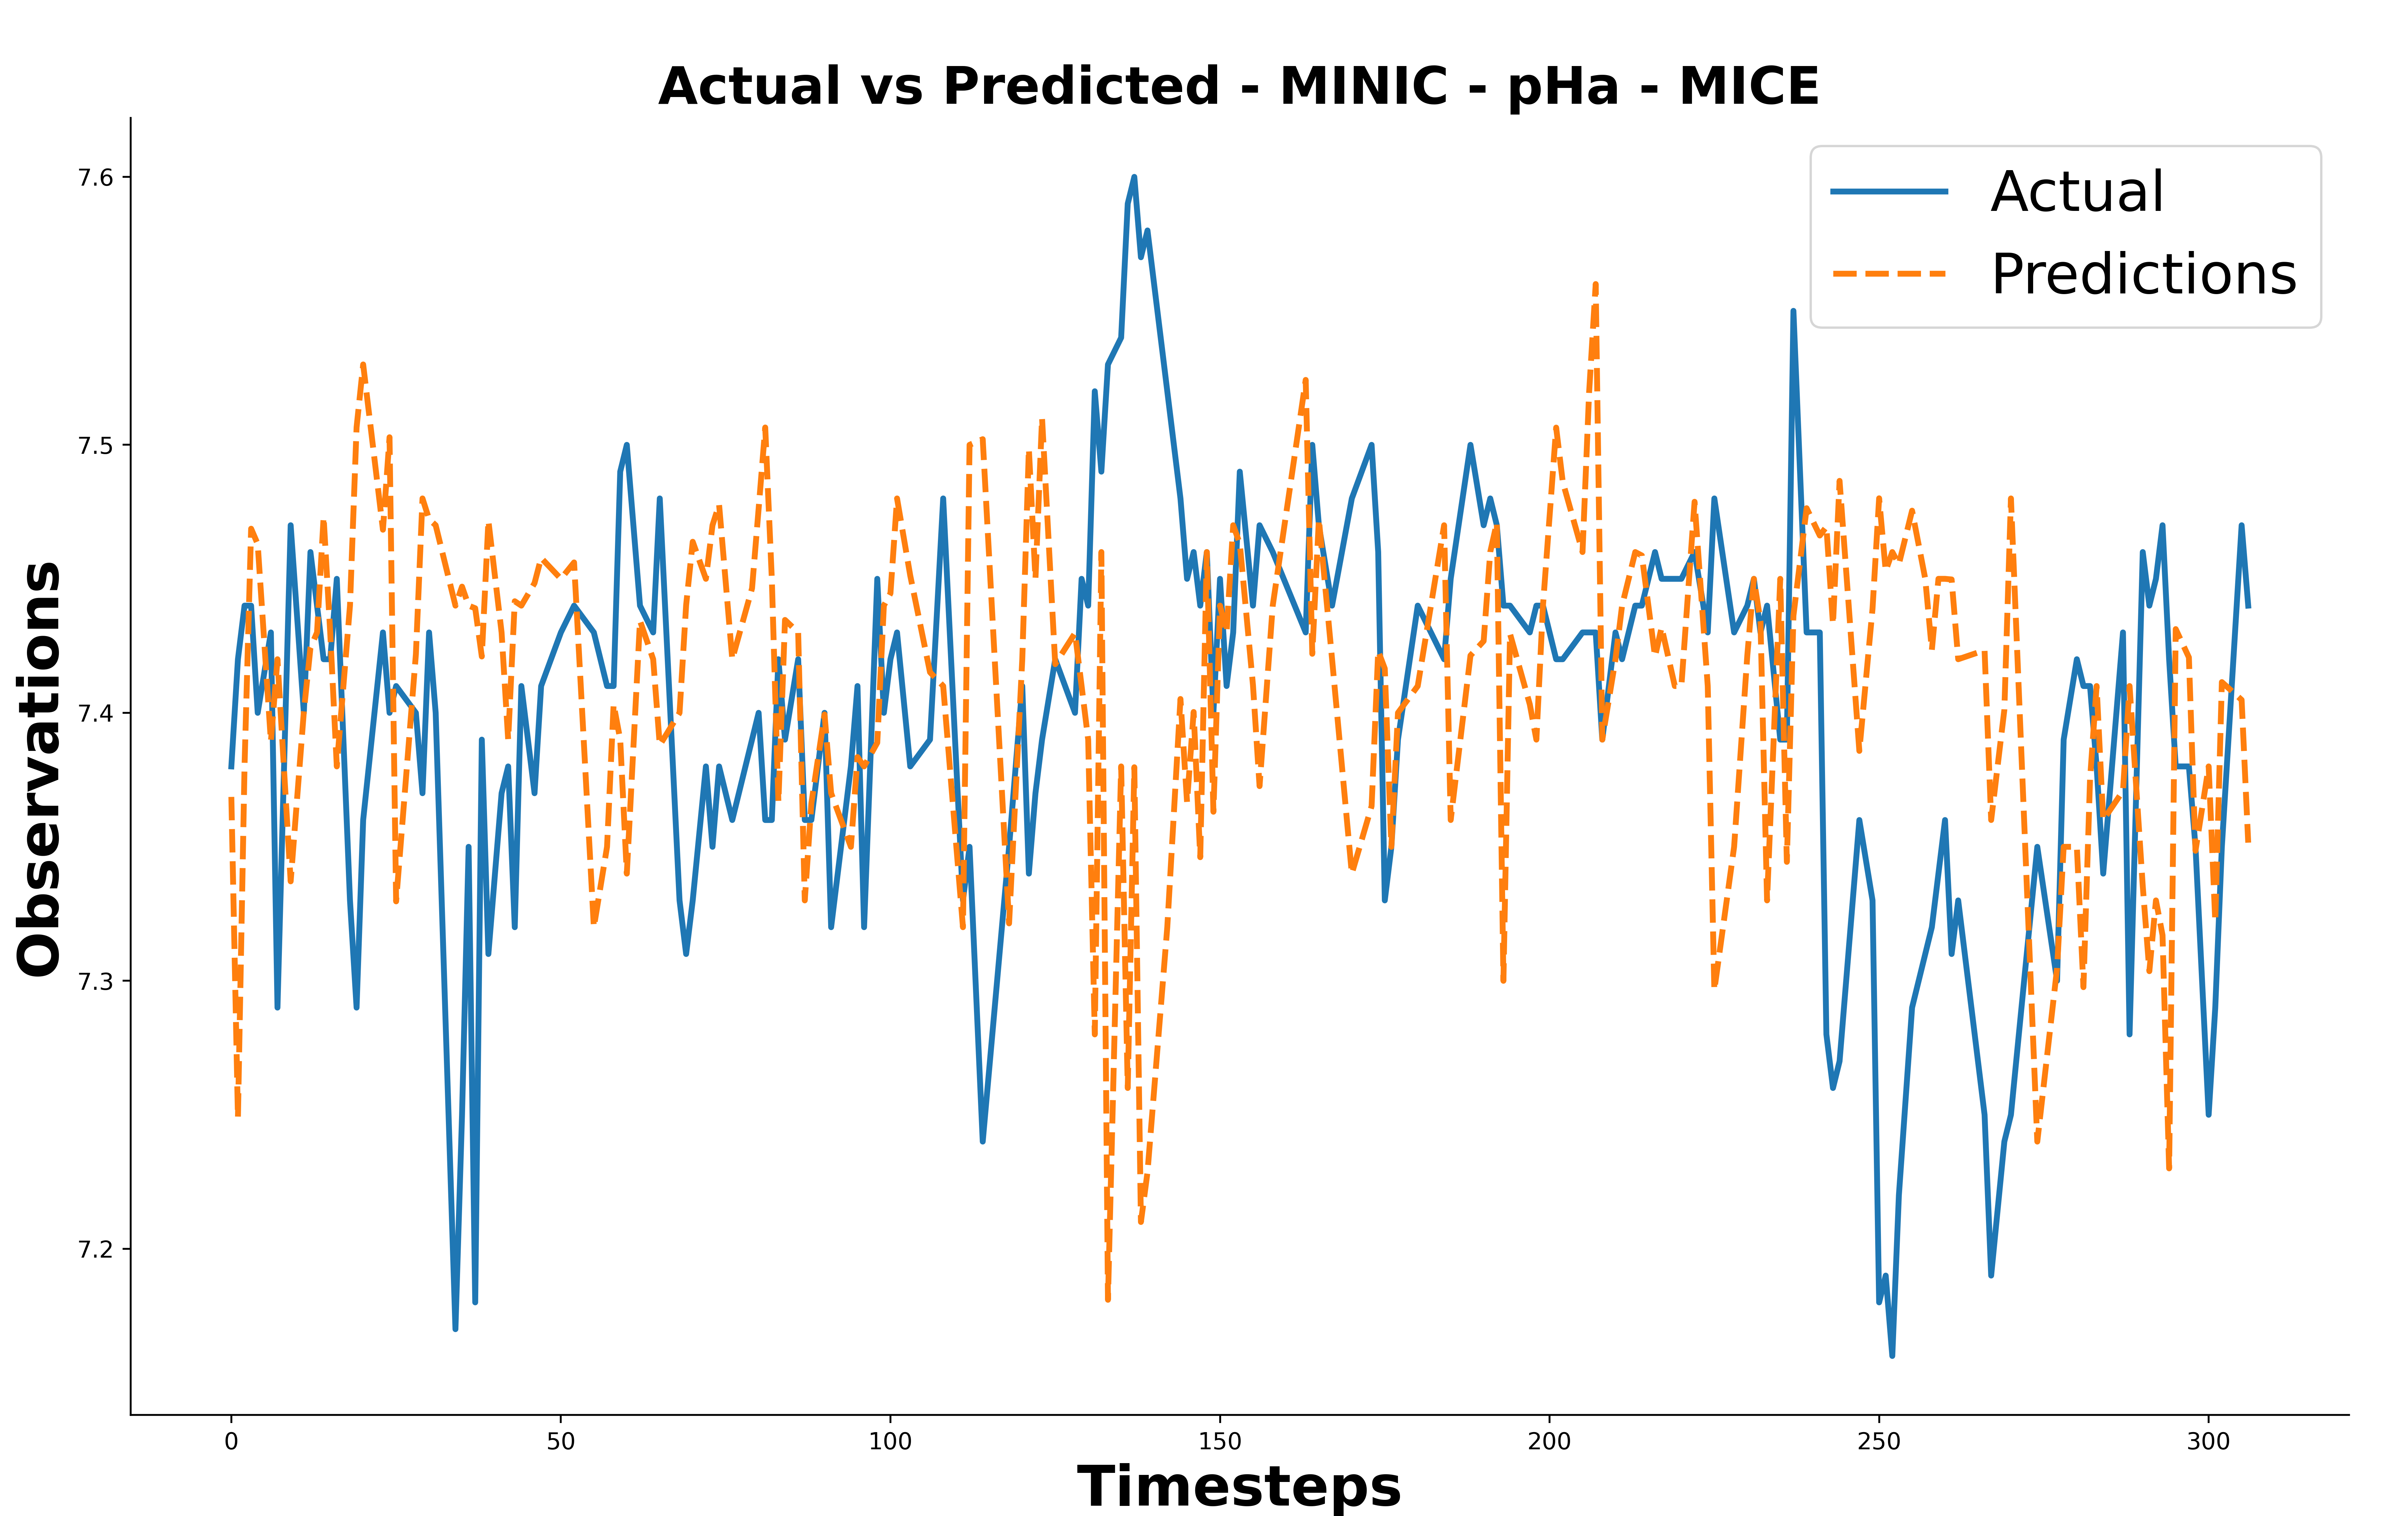 Actual vs Predicted - MINIC - pHa - MICE
Actual
Predictions
Observations
7.6
7.5
7.4
7.3
7.2
0 50 100 150 200 250 300
Timesteps